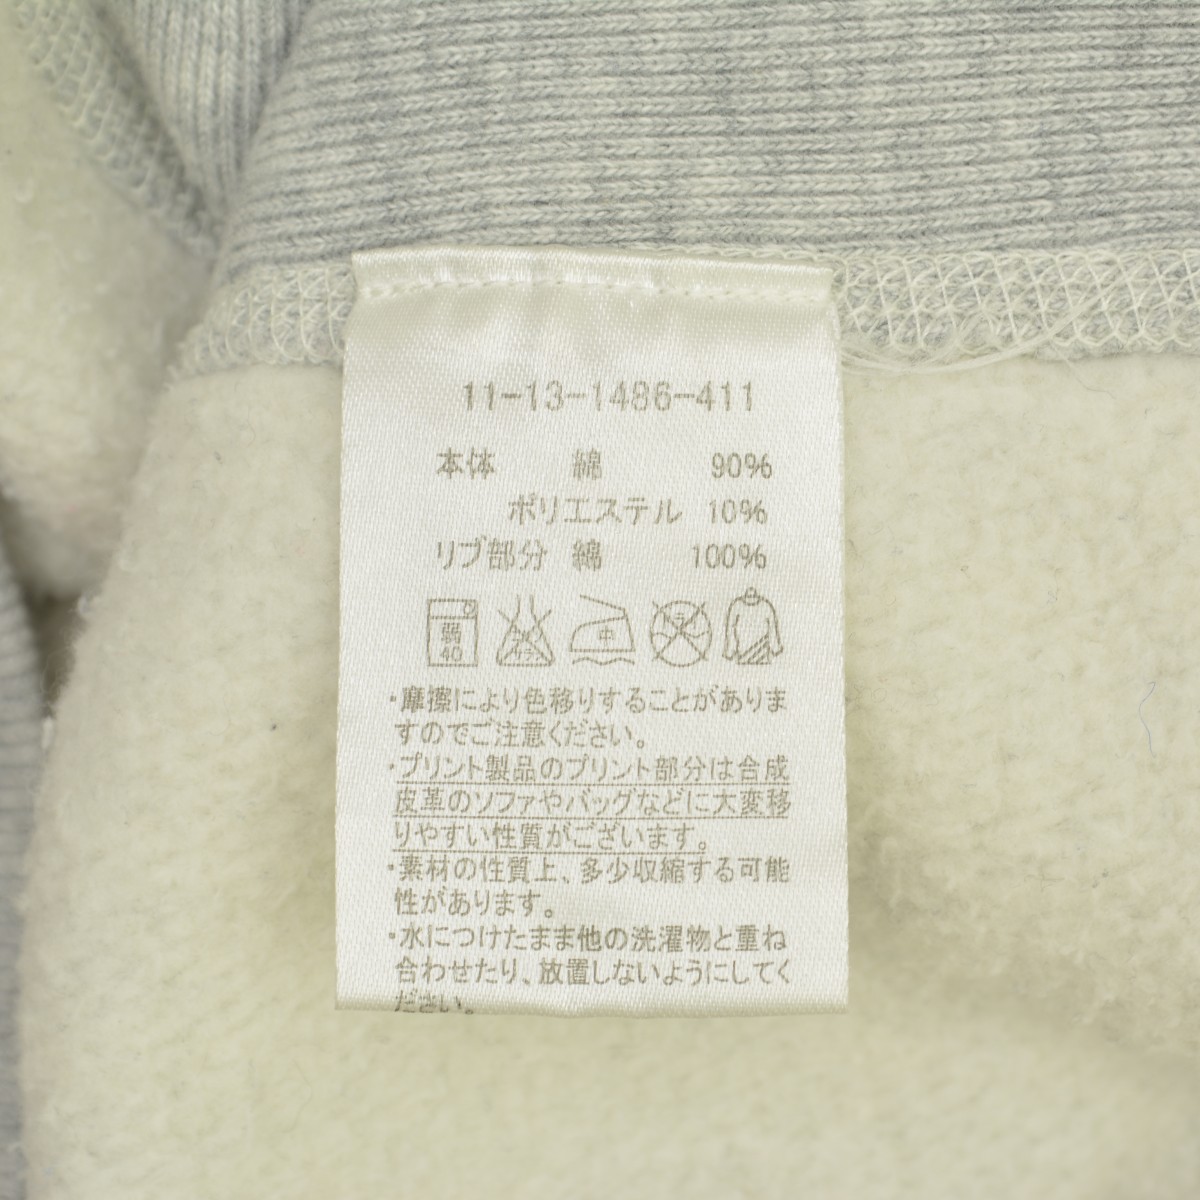 11-13-1486-411
本体 綿 90%
ポリエステル 10%
リブ部分 綿 100%
弱 中
40
・摩擦により色移りすることがありま
すのでご注意ください。
・プリント製品のプリント部分は合成
皮革のソファやバッグなどに大変移
りやすい性質がございます。
・素材の性質上、多少収縮する可能
性があります。
・水につけたまま他の洗濯物と重ね
合わせたり、放置しないようにしてく
ださい。